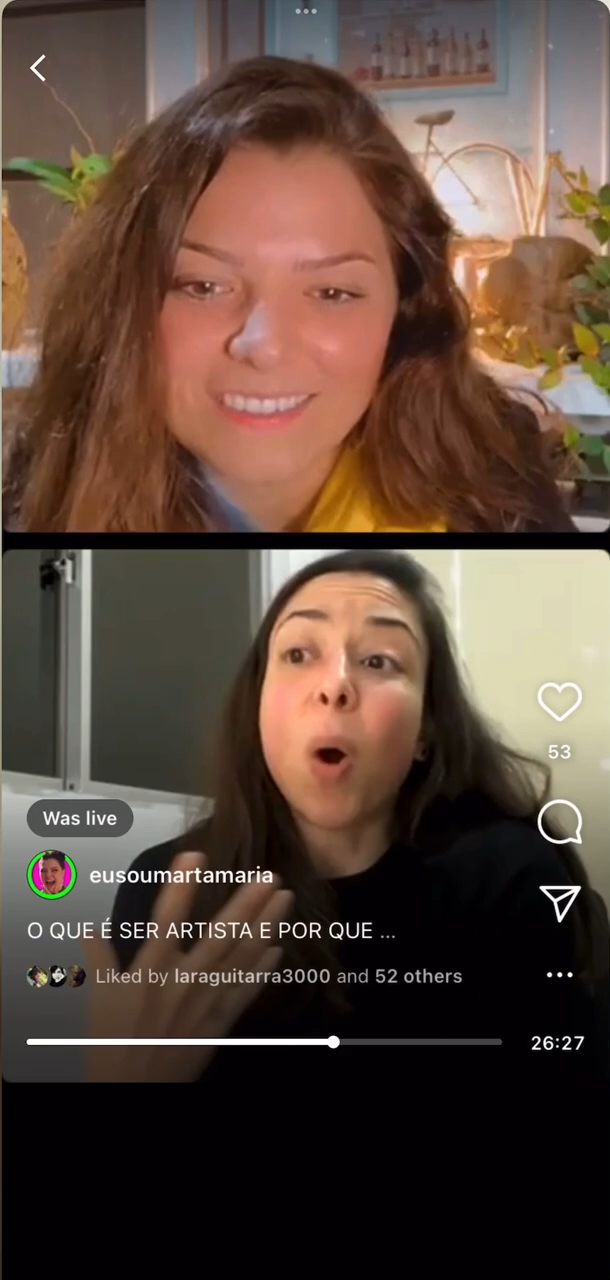 Was live
53
eusoumartamaria
O QUE É SER ARTISTA E POR QUE ...
Liked by laraguitarra3000 and 52 others
26:27